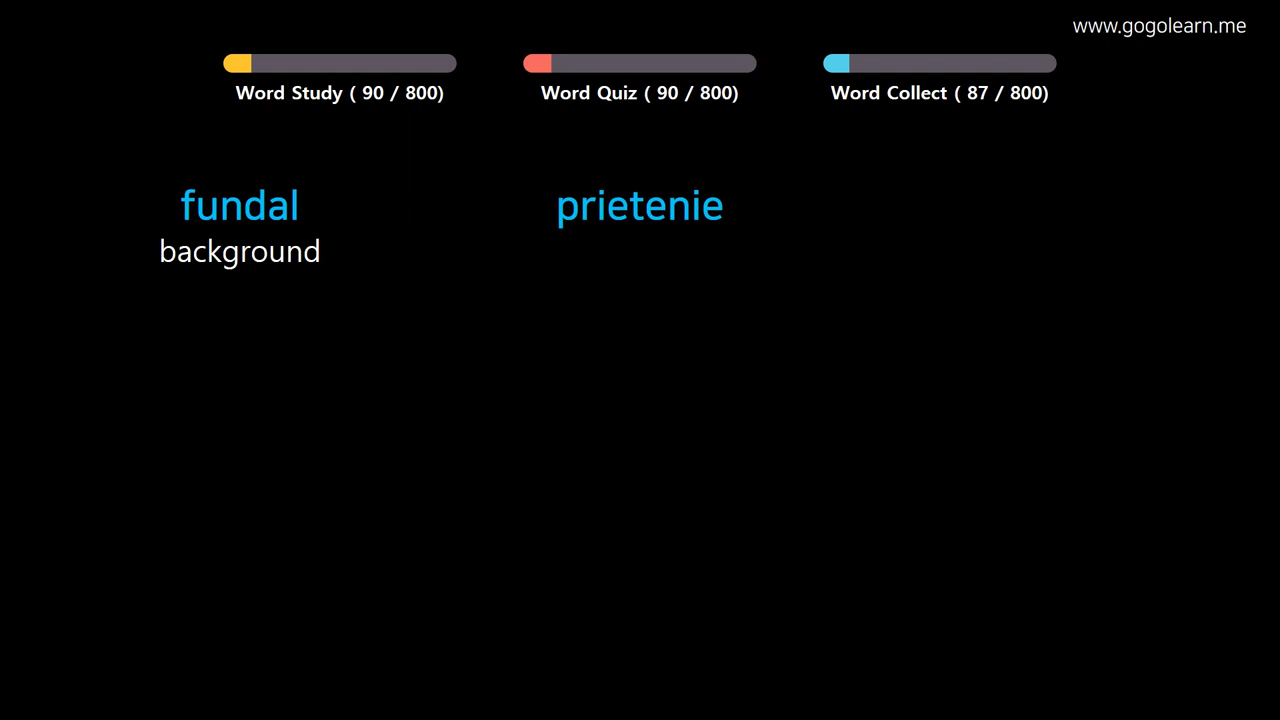 www.gogolearn.me
Word Study ( 90 / 800)
Word Quiz ( 90 / 800)
Word Collect ( 87 / 800)
fundal
background
prietenie